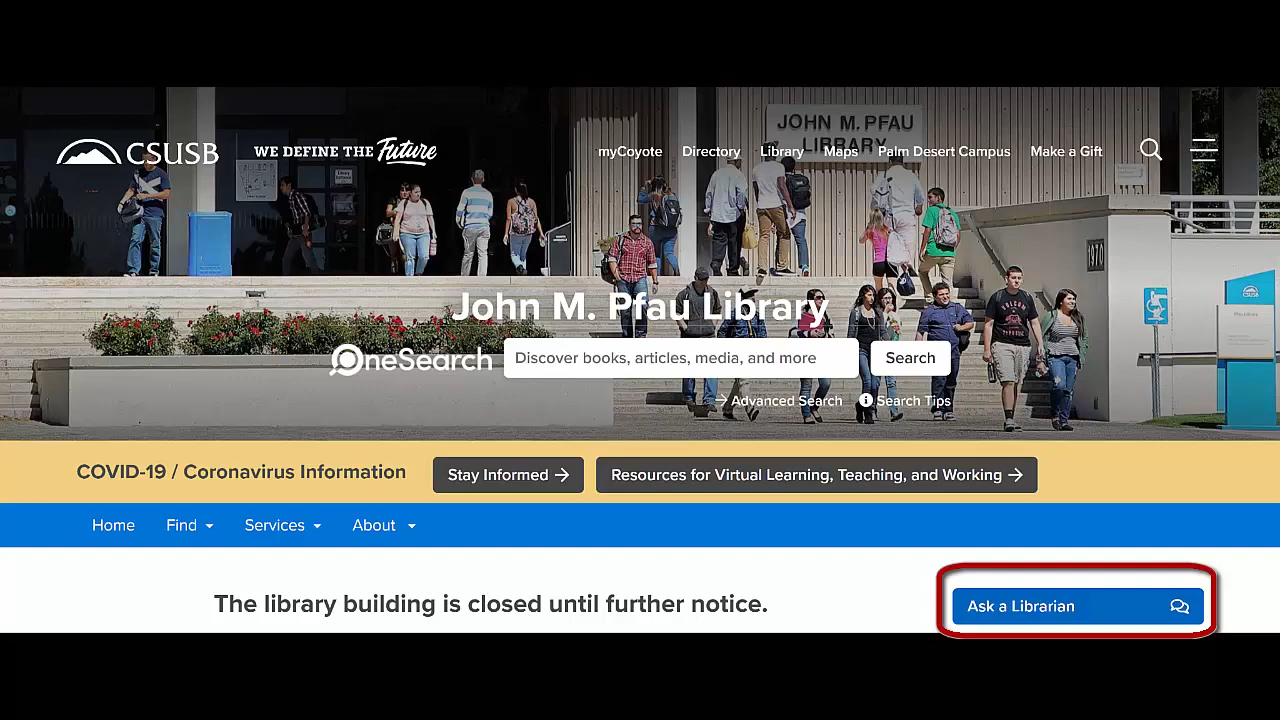 JOHN M. PFAU
LIBRARY
CSUSB
WE DEFINE THE Future
myCoyote
Directory
Library
Maps
Palm Desert Campus
Make a Gift
1970
CSUSB
John M. Pfau Library
OneSearch
Discover books, articles, media, and more
Search
Advanced Search
Search Tips
COVID-19 / Coronavirus Information
Stay Informed
Resources for Virtual Learning, Teaching, and Working
Home
Find
Services
About
The library building is closed until further notice.
Ask a Librarian